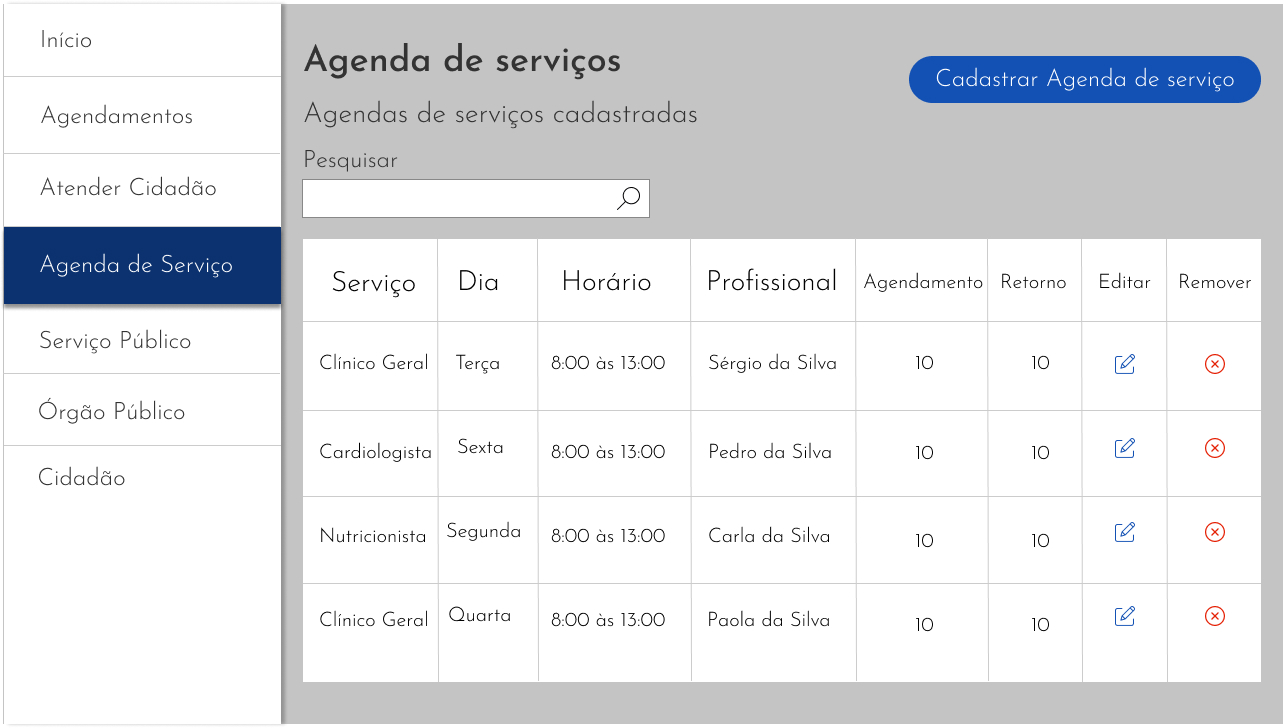 Início
Agendamentos
Atender Cidadão
Agenda de Serviço
Serviço Público
Órgão Público
Cidadão
Agenda de serviços
Cadastrar Agenda de serviço
Agendas de serviços cadastradas
Pesquisar
Serviço Dia Horário Profissional Agendamento Retorno Editar Remover
Clínico Geral Terça 8:00 às 13:00 Sérgio da Silva 10 10
Cardiologista Sexta 8:00 às 13:00 Pedro da Silva 10 10
Nutricionista Segunda 8:00 às 13:00 Carla da Silva 10 10
Clínico Geral Quarta 8:00 às 13:00 Paola da Silva 10 10